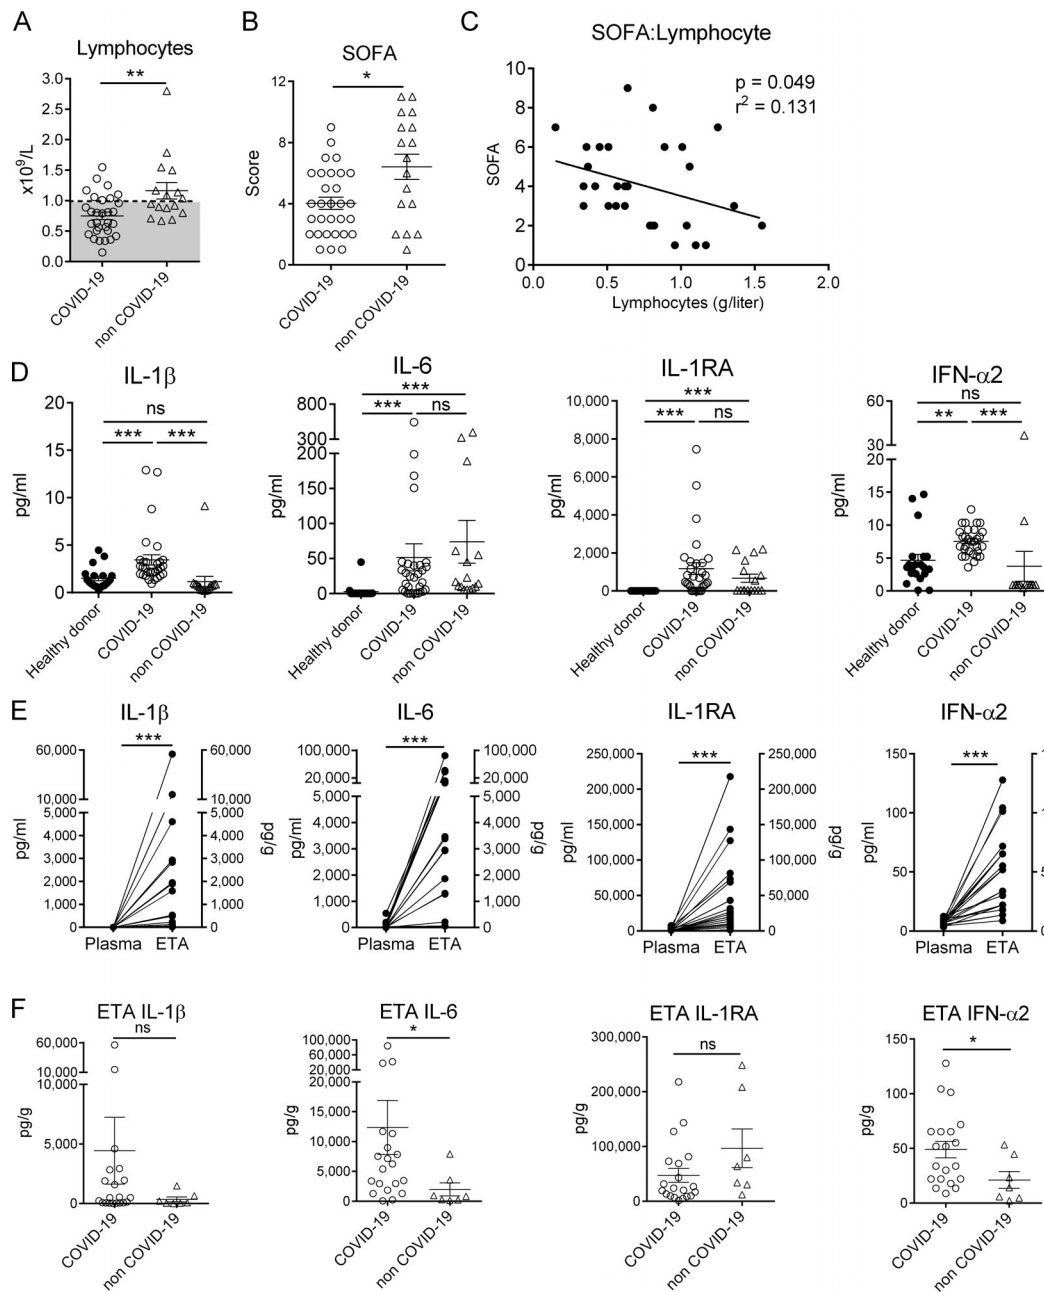 A
Lymphocytes
**
3.0
2.5
2.0
1.5
1.0
0.5
0.0
x10⁹/L
COVID-19
non COVID-19
B
SOFA
*
12
8
4
0
Score
COVID-19
non COVID-19
C
SOFA:Lymphocyte
p = 0.049
r² = 0.131
10
8
6
4
2
0
SOFA
0.0 0.5 1.0 1.5 2.0
Lymphocytes (g/liter)
D
IL-1β
ns
*** ***
20
15
10
5
0
pg/ml
Healthy donor
COVID-19
non COVID-19
IL-6
***
*** ns
800
300
200
150
100
50
0
pg/ml
Healthy donor
COVID-19
non COVID-19
IL-1RA
***
*** ns
10,000
8,000
6,000
4,000
2,000
0
pg/ml
Healthy donor
COVID-19
non COVID-19
IFN-α2
ns
** ***
60
30
20
15
10
5
0
pg/ml
Healthy donor
COVID-19
non COVID-19
E
IL-1β
***
60,000 60,000
10,000 10,000
5,000 5,000
4,000 4,000
3,000 3,000
2,000 2,000
1,000 1,000
0 0
pg/ml pg/g
Plasma ETA
IL-6
***
100,000 100,000
20,000 20,000
5,000 5,000
4,000 4,000
3,000 3,000
2,000 2,000
1,000 1,000
0 0
pg/ml pg/g
Plasma ETA
IL-1RA
***
250,000 250,000
200,000 200,000
150,000 150,000
100,000 100,000
50,000 50,000
0 0
pg/ml pg/g
Plasma ETA
IFN-α2
***
150
100
50
0
pg/ml
Plasma ETA
F
ETA IL-1β
ns
60,000
10,000
5,000
0
pg/g
COVID-19
non COVID-19
ETA IL-6
*
100,000
60,000
20,000
20,000
15,000
10,000
5,000
0
pg/g
COVID-19
non COVID-19
ETA IL-1RA
ns
300,000
200,000
100,000
0
pg/g
COVID-19
non COVID-19
ETA IFN-α2
*
150
100
50
0
pg/g
COVID-19
non COVID-19